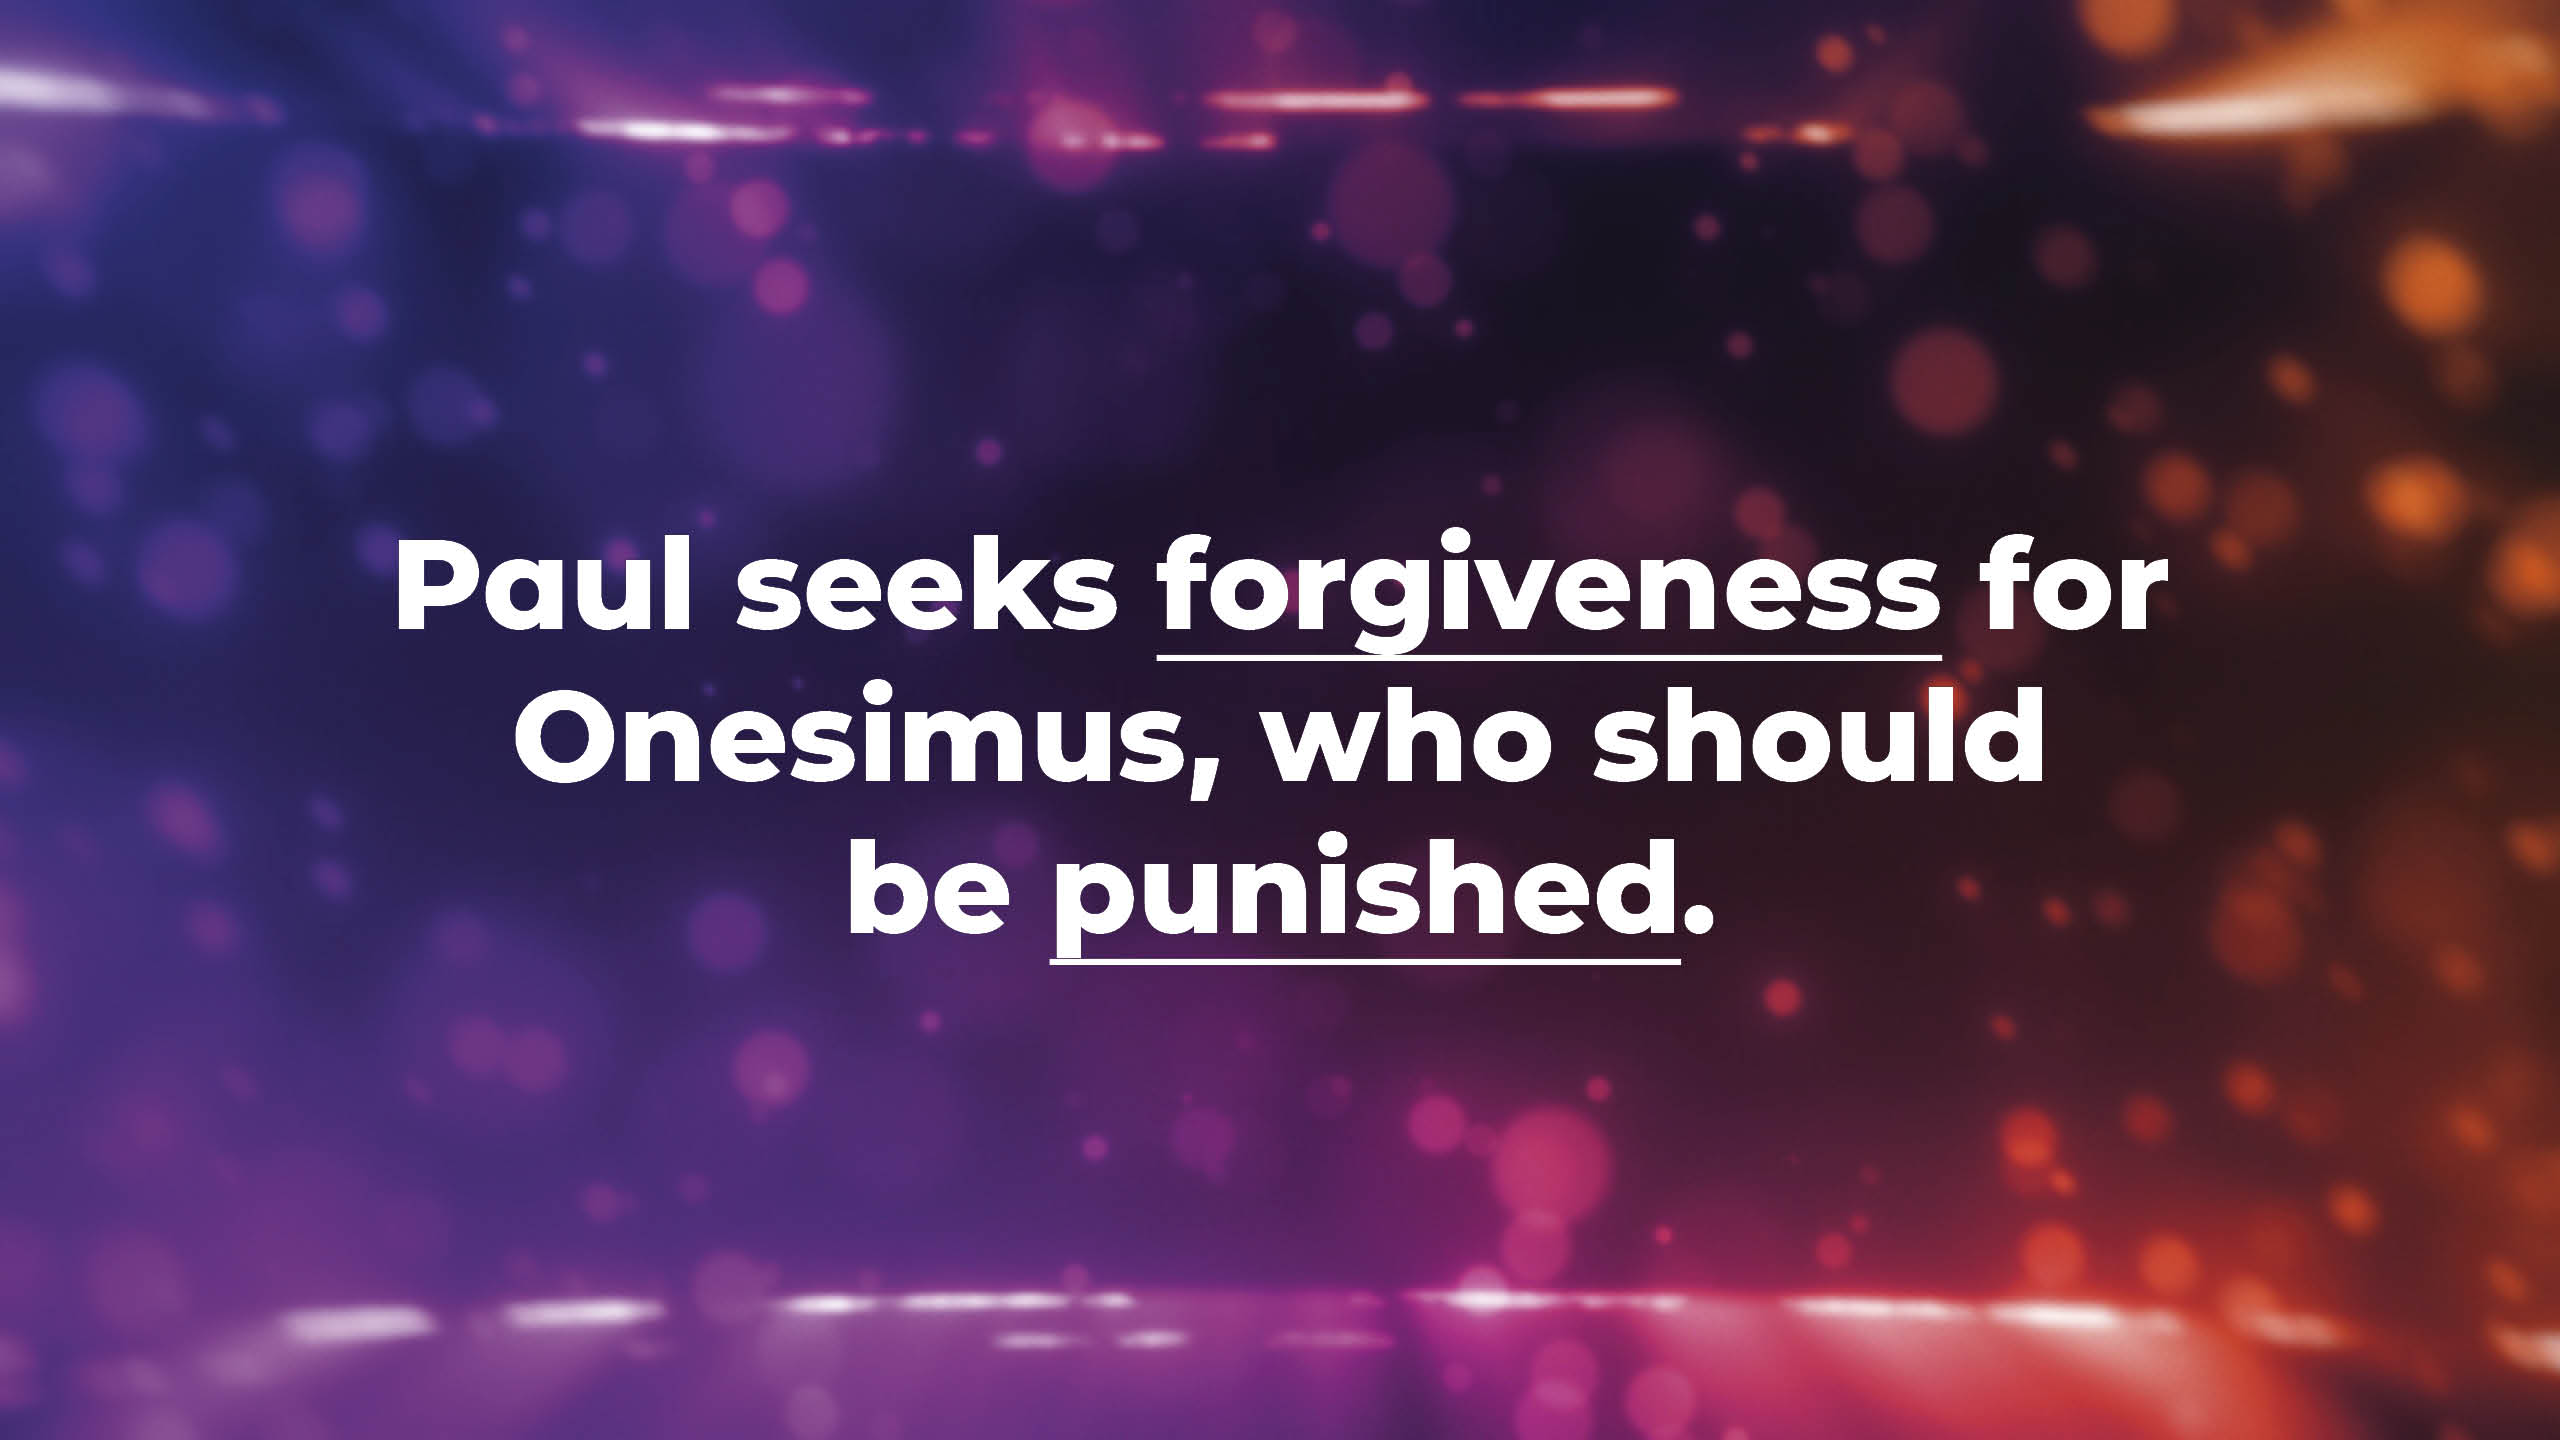 Paul seeks forgiveness for
Onesimus, who should
be punished.